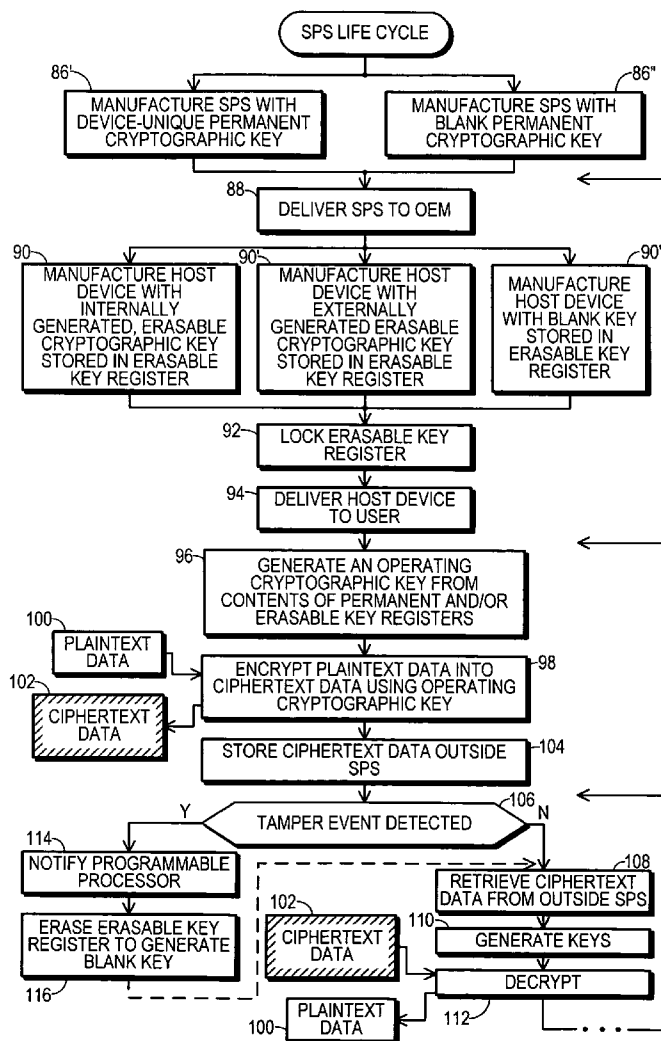 SPS LIFE CYCLE
86'
86"
MANUFACTURE SPS WITH
DEVICE-UNIQUE PERMANENT
CRYPTOGRAPHIC KEY
MANUFACTURE SPS WITH
BLANK PERMANENT
CRYPTOGRAPHIC KEY
88
DELIVER SPS TO OEM
90
90'
90"
MANUFACTURE HOST
DEVICE WITH
INTERNALLY
GENERATED, ERASABLE
CRYPTOGRAPHIC KEY
STORED IN ERASABLE
KEY REGISTER
MANUFACTURE HOST
DEVICE WITH
EXTERNALLY
GENERATED ERASABLE
CRYPTOGRAPHIC KEY
STORED IN ERASABLE
KEY REGISTER
MANUFACTURE
HOST DEVICE
WITH BLANK KEY
STORED IN
ERASABLE KEY
REGISTER
92
LOCK ERASABLE KEY
REGISTER
94
DELIVER HOST DEVICE
TO USER
96
GENERATE AN OPERATING
CRYPTOGRAPHIC KEY FROM
CONTENTS OF PERMANENT AND/OR
ERASABLE KEY REGISTERS
100
PLAINTEXT
DATA
98
ENCRYPT PLAINTEXT DATA INTO
CIPHERTEXT DATA USING OPERATING
CRYPTOGRAPHIC KEY
102
CIPHERTEXT
DATA
104
STORE CIPHERTEXT DATA OUTSIDE
SPS
106
Y
TAMPER EVENT DETECTED
N
114
NOTIFY PROGRAMMABLE
PROCESSOR
108
RETRIEVE CIPHERTEXT
DATA FROM OUTSIDE SPS
ERASE ERASABLE KEY
REGISTER TO GENERATE
BLANK KEY
116
102
CIPHERTEXT
DATA
110
GENERATE KEYS
DECRYPT
112
PLAINTEXT
DATA
100